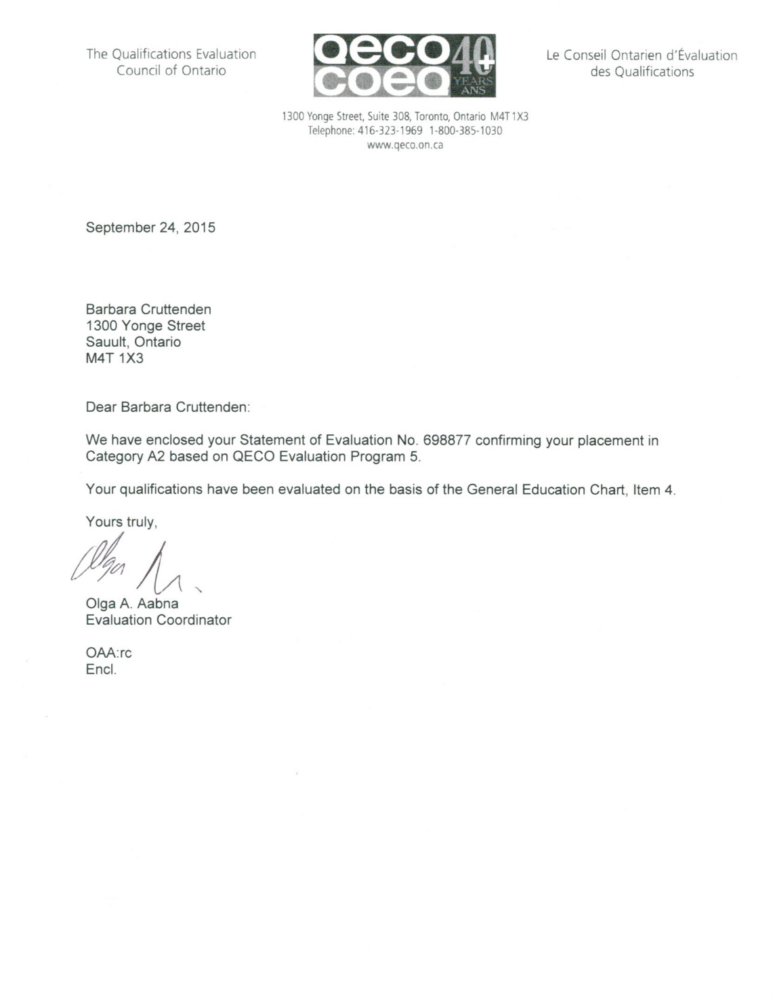 The Qualifications Evaluation
Council of Ontario
QECO
COEQ
40+
YEARS
ANS
Le Conseil Ontarien d'Évaluation
des Qualifications
1300 Yonge Street, Suite 308, Toronto, Ontario M4T 1X3
Telephone: 416-323-1969 1-800-385-1030
www.qeco.on.ca
September 24, 2015
Barbara Cruttenden
1300 Yonge Street
Sauult, Ontario
M4T 1X3
Dear Barbara Cruttenden:
We have enclosed your Statement of Evaluation No. 698877 confirming your placement in
Category A2 based on QECO Evaluation Program 5.
Your qualifications have been evaluated on the basis of the General Education Chart, Item 4.
Yours truly,
Olga
Olga A. Aabna
Evaluation Coordinator
OAA:rc
Encl.